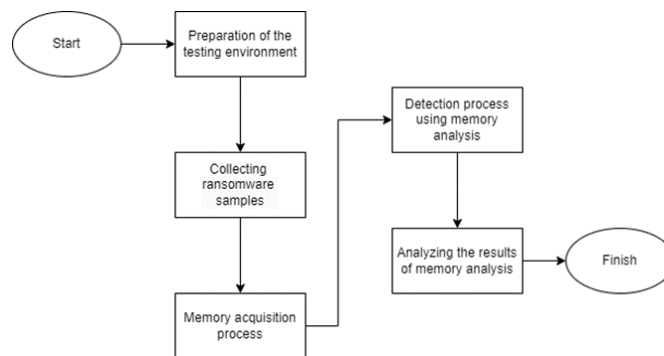 Start
Preparation of the
testing environment
Collecting
ransomware
samples
Memory acquisition
process
Detection process
using memory
analysis
Analyzing the results
of memory analysis
Finish